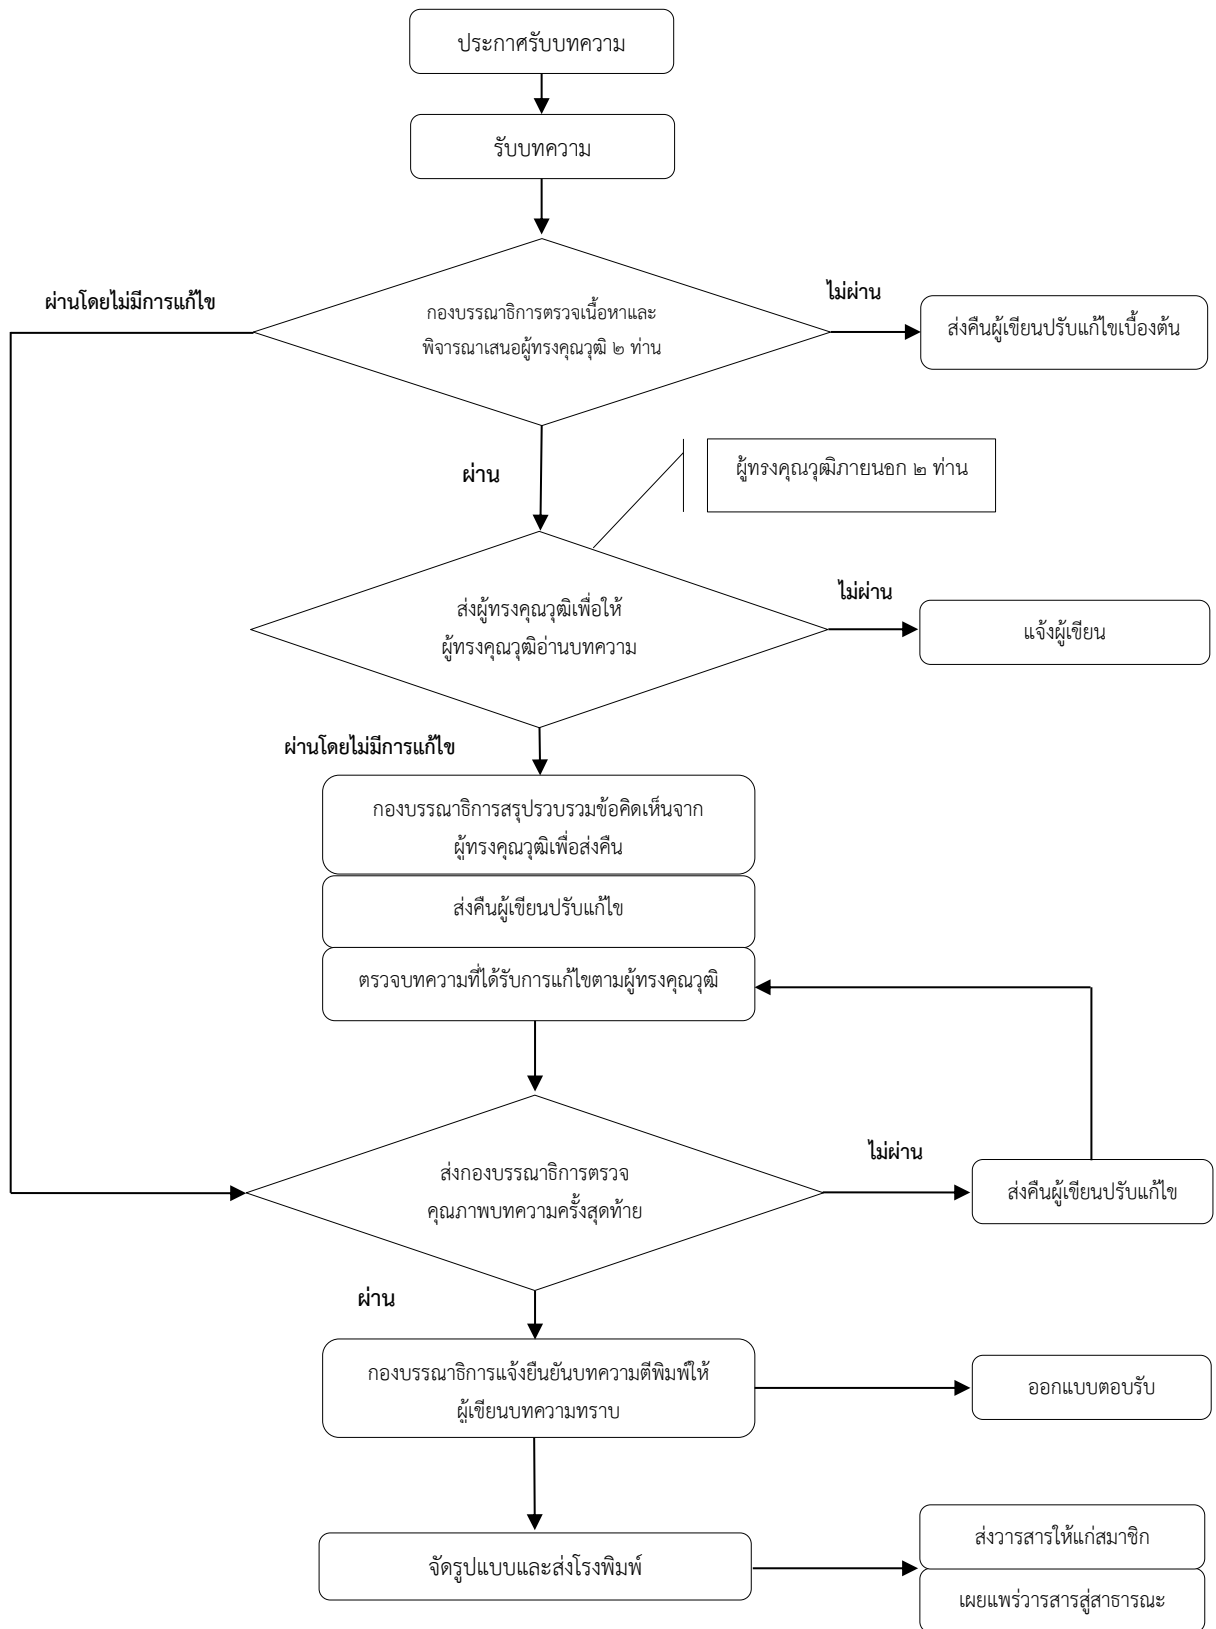 ประกาศรับบทความ
รับบทความ
ผ่านโดยไม่มีการแก้ไข
กองบรรณาธิการตรวจเนื้อหาและ
พิจารณาเสนอผู้ทรงคุณวุฒิ ๒ ท่าน
ไม่ผ่าน
ส่งคืนผู้เขียนปรับแก้ไขเบื้องต้น
ผ่าน
ผู้ทรงคุณวุฒิภายนอก ๒ ท่าน
ส่งผู้ทรงคุณวุฒิเพื่อให้
ผู้ทรงคุณวุฒิอ่านบทความ
ไม่ผ่าน
แจ้งผู้เขียน
ผ่านโดยไม่มีการแก้ไข
กองบรรณาธิการสรุปรวบรวมข้อคิดเห็นจาก
ผู้ทรงคุณวุฒิเพื่อส่งคืน
ส่งคืนผู้เขียนปรับแก้ไข
ตรวจบทความที่ได้รับการแก้ไขตามผู้ทรงคุณวุฒิ
ส่งกองบรรณาธิการตรวจ
คุณภาพบทความครั้งสุดท้าย
ไม่ผ่าน
ส่งคืนผู้เขียนปรับแก้ไข
ผ่าน
กองบรรณาธิการแจ้งยืนยันบทความตีพิมพ์ให้
ผู้เขียนบทความทราบ
ออกแบบตอบรับ
จัดรูปแบบและส่งโรงพิมพ์
ส่งวารสารให้แก่สมาชิก
เผยแพร่วารสารสู่สาธารณะ